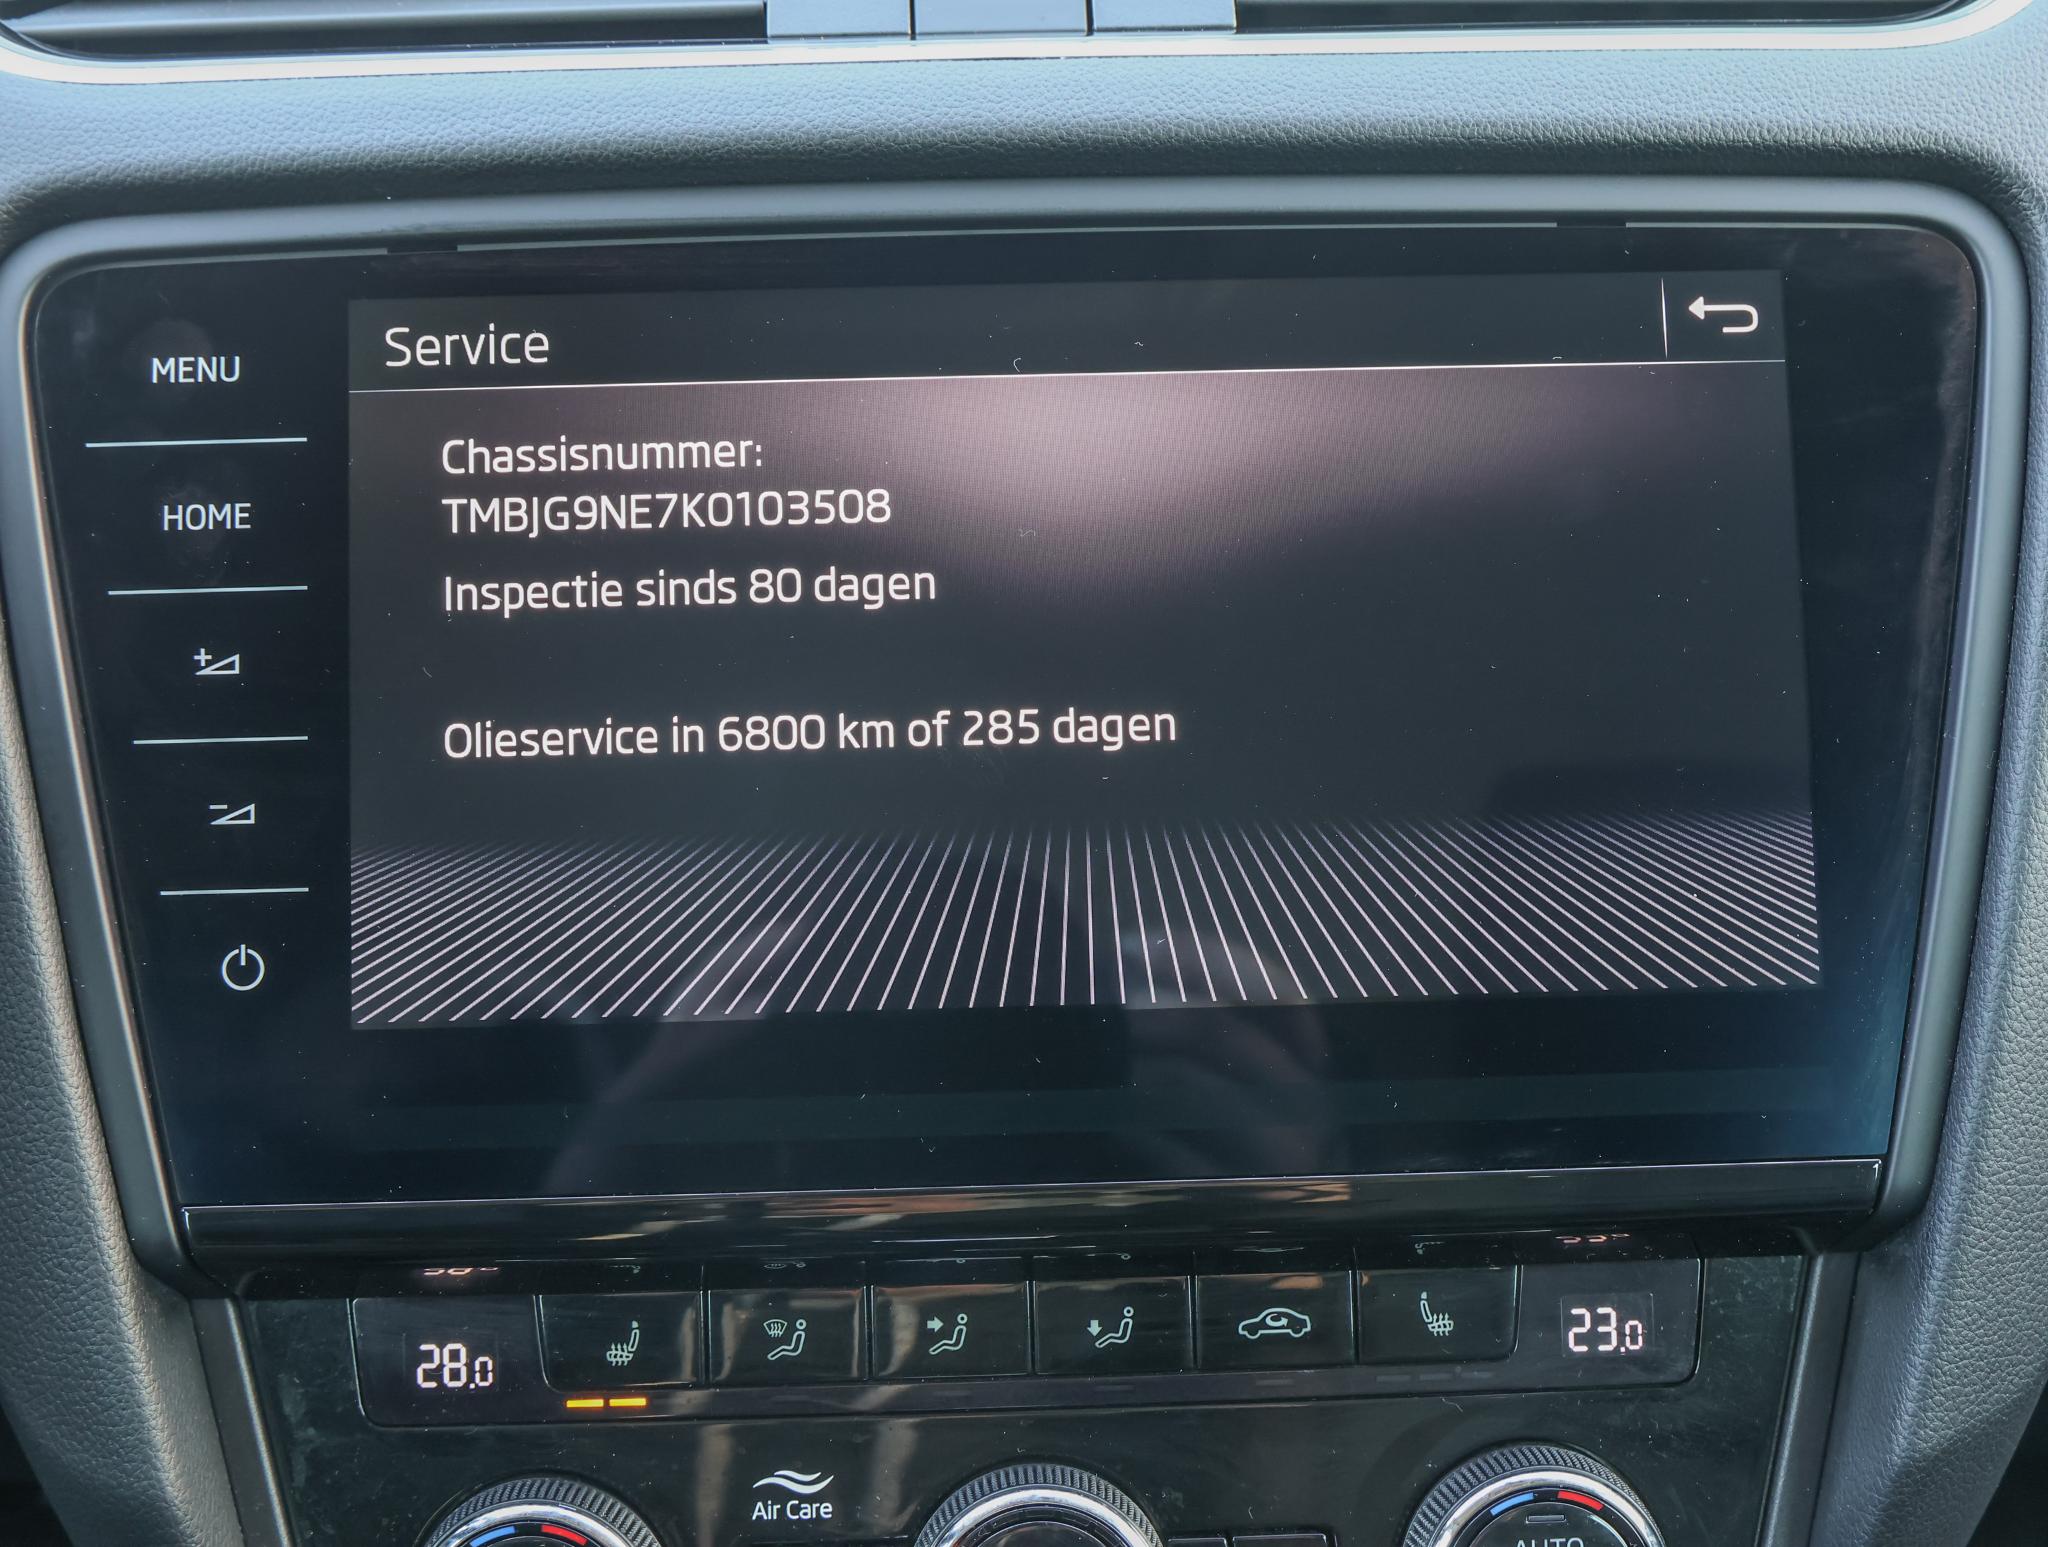 Service
MENU
HOME
Chassisnummer:
TMBJG9NE7K0103508
Inspectie sinds 80 dagen
Olieservice in 6800 km of 285 dagen
28.0
23.0
Air Care
AUTO